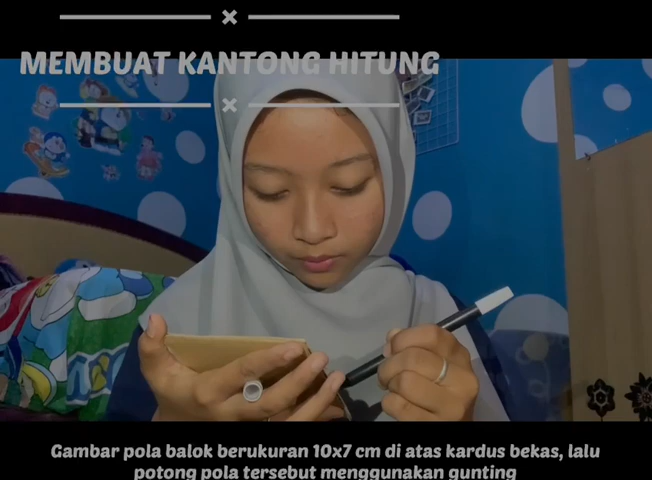 MEMBUAT KANTONG HITUNG
Gambar pola balok berukuran 10x7 cm di atas kardus bekas, lalu
potong pola tersebut menggunakan gunting